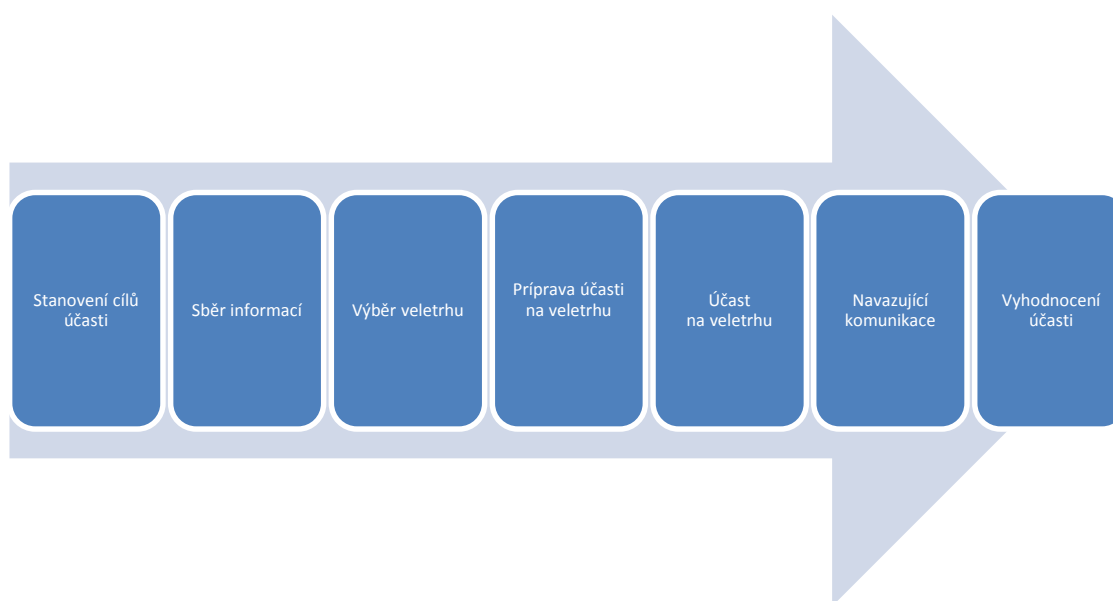 Stanovení cílů
účasti
Sběr informací
Výběr veletrhu
Príprava účasti
na veletrhu
Účast
na veletrhu
Navazující
komunikace
Vyhodnocení
účasti